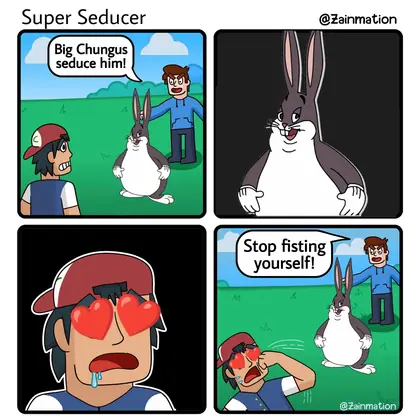 Super Seducer
@Zainmation
Big Chungus
seduce him!
Stop fisting
yourself!
@Zainmation